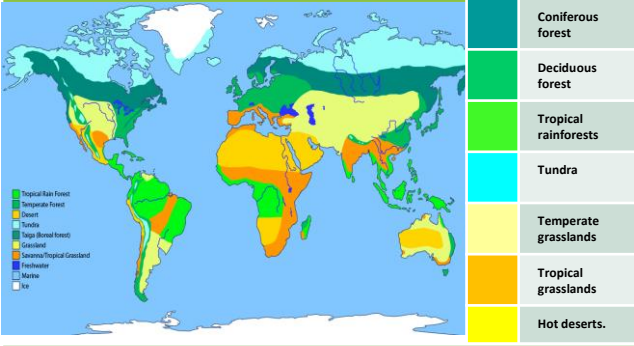 Tropical Rain Forest
Temperate Forest
Desert
Tundra
Taiga (Boreal forest)
Grassland
Savanna/Tropical Grassland
Freshwater
Marine
Ice
Coniferous
forest
Deciduous
forest
Tropical
rainforests
Tundra
Temperate
grasslands
Tropical
grasslands
Hot deserts.